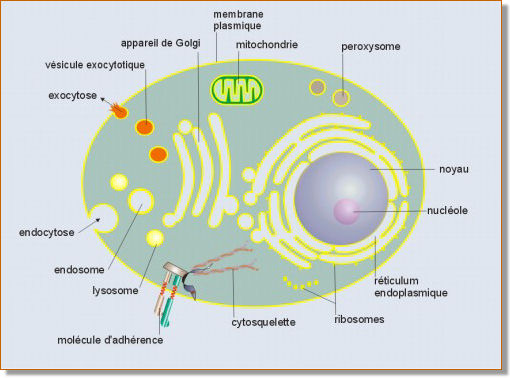 membrane
plasmique
appareil de Golgi
mitochondrie
peroxysome
vésicule exocytotique
exocytose
noyau
nucléole
endocytose
endosome
lysosome
réticulum
endoplasmique
cytosquelette
ribosomes
molécule d'adhérence